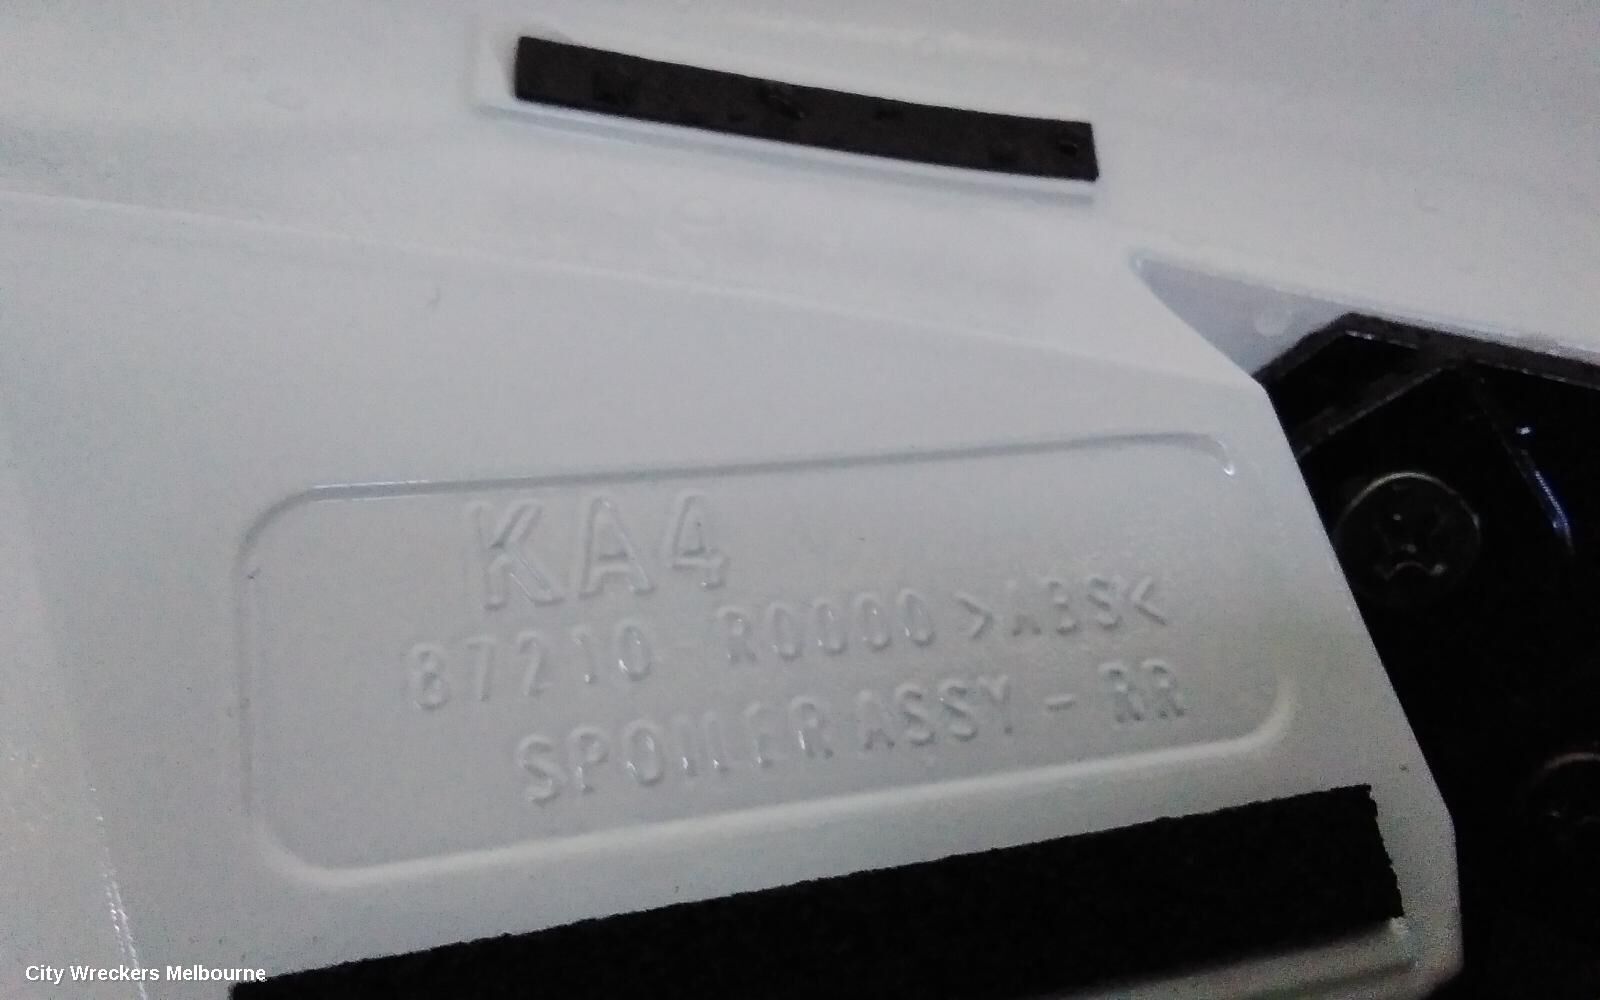 KA4
87210-R0000 >ABS<
SPOILER ASSY - RR
City Wreckers Melbourne